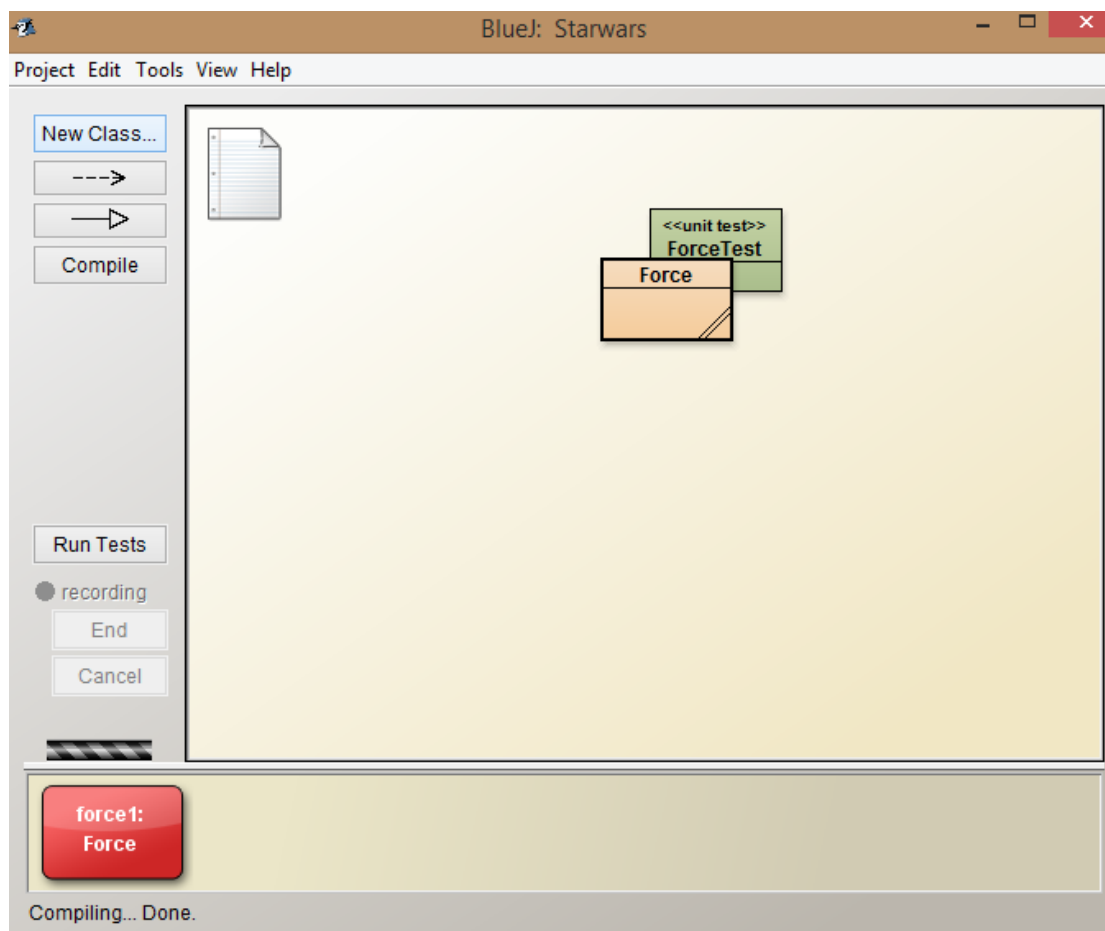 BlueJ: Starwars
Project Edit Tools View Help
New Class...
Compile
<<unit test>>
ForceTest
Force
Run Tests
recording
End
Cancel
force1:
Force
Compiling... Done.